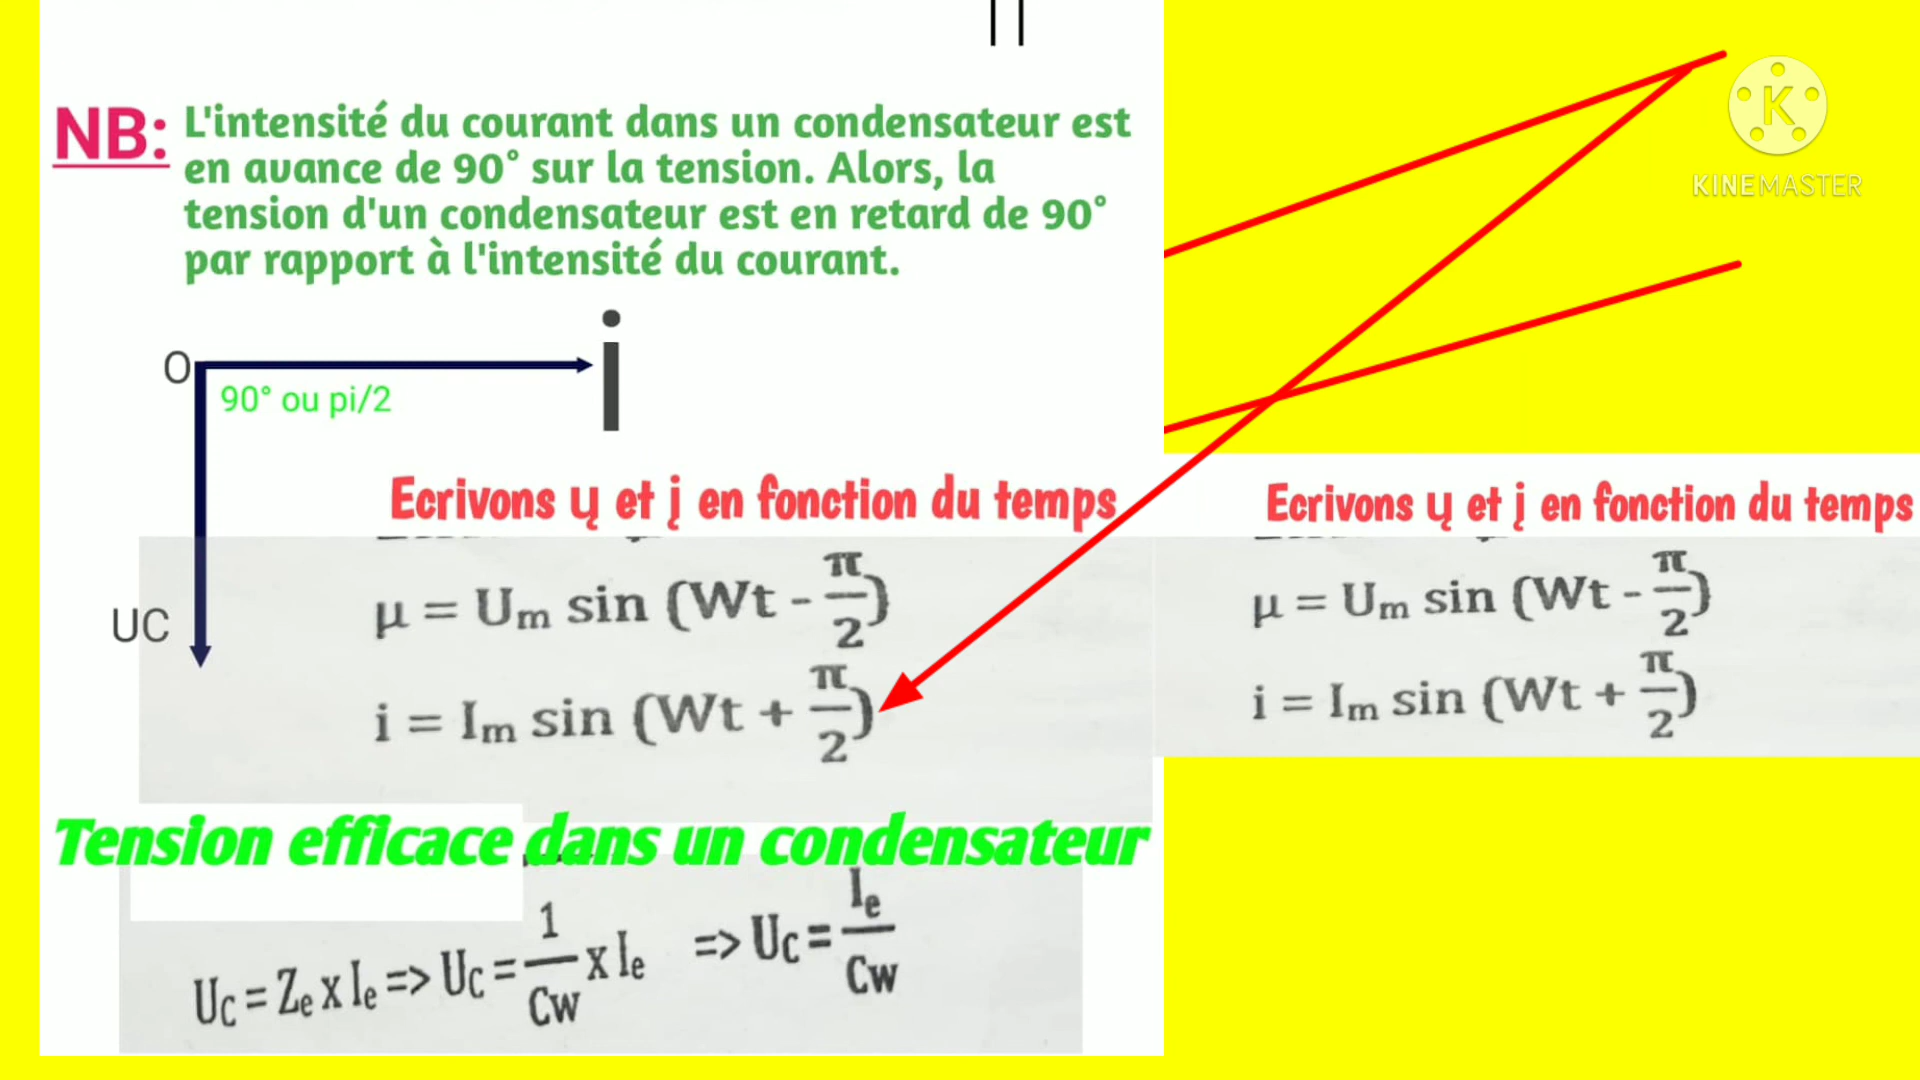 NB: L'intensité du courant dans un condensateur est
en avance de 90° sur la tension. Alors, la
tension d'un condensateur est en retard de 90°
par rapport à l'intensité du courant.
O
i
90° ou pi/2
UC
Ecrivons ų et į en fonction du temps
μ = Um sin (Wt - π/2)
i = Im sin (Wt + π/2)
Tension efficace dans un condensateur
Uc = Ze x Ie => Uc = 1/Cw x Ie => Uc = Ie/Cw
KINEMASTER
Ecrivons ų et į en fonction du temps
μ = Um sin (Wt - π/2)
i = Im sin (Wt + π/2)